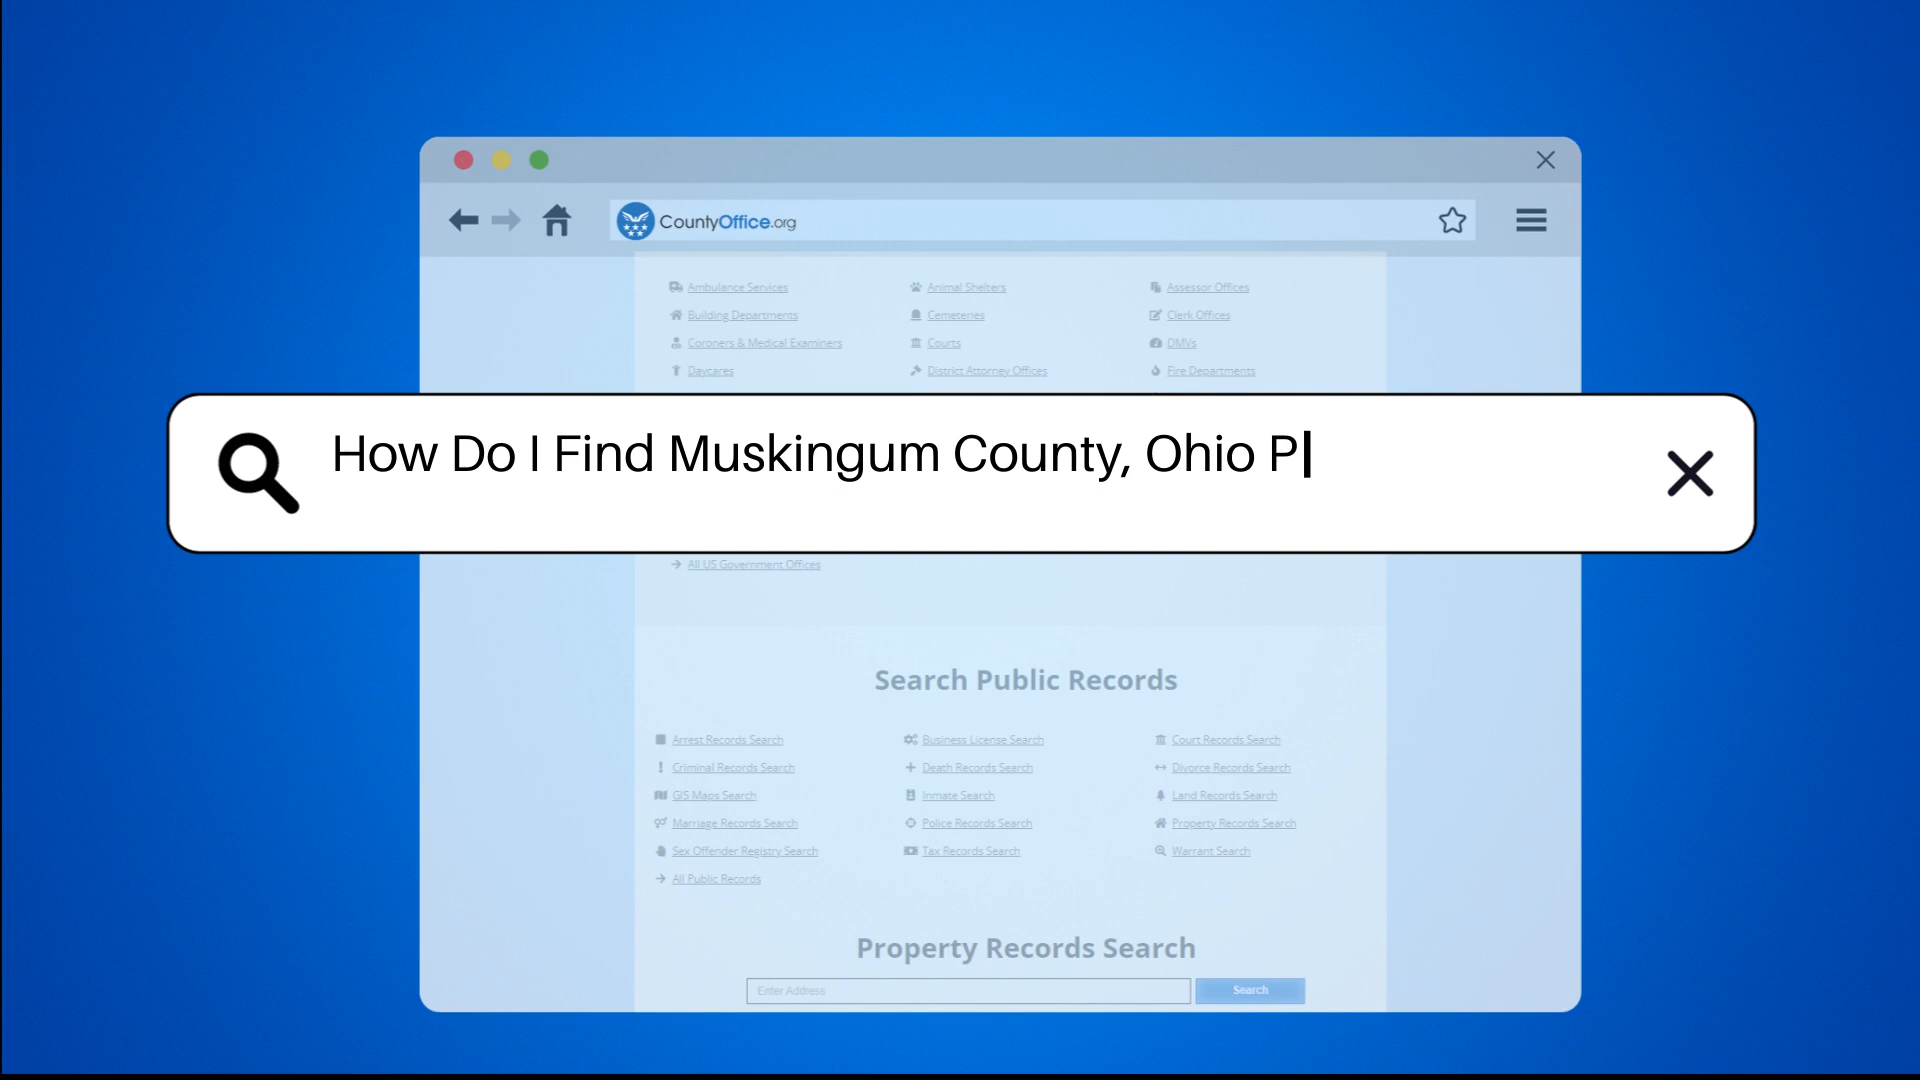 CountyOffice.org
Ambulance Services Animal Shelters Assessor Offices
Building Departments Cemeteries Clerk Offices
Coroners & Medical Examiners Courts DMVs
Daycares District Attorney Offices Fire Departments
How Do I Find Muskingum County, Ohio P
All US Government Offices
Search Public Records
Arrest Records Search Business License Search Court Records Search
Criminal Records Search Death Records Search Divorce Records Search
GIS Maps Search Inmate Search Land Records Search
Marriage Records Search Police Records Search Property Records Search
Sex Offender Registry Search Tax Records Search Warrant Search
All Public Records
Property Records Search
Enter Address Search